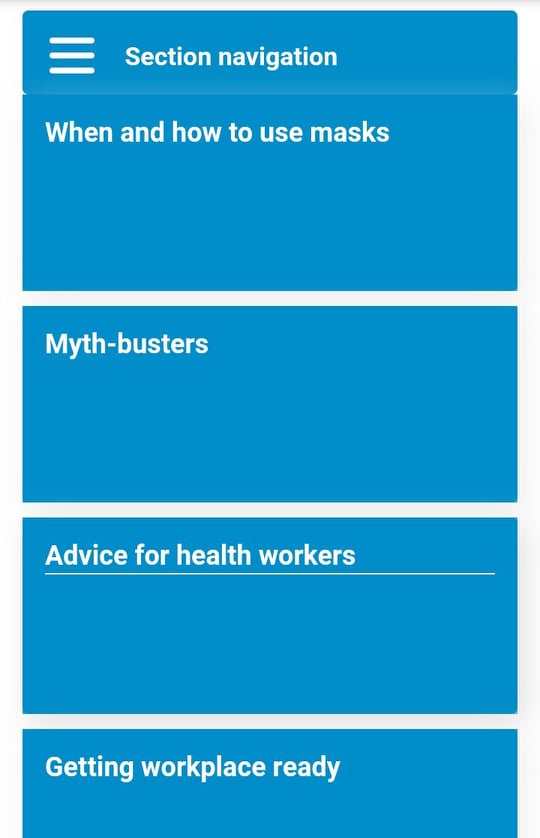 Section navigation
When and how to use masks
Myth-busters
Advice for health workers
Getting workplace ready